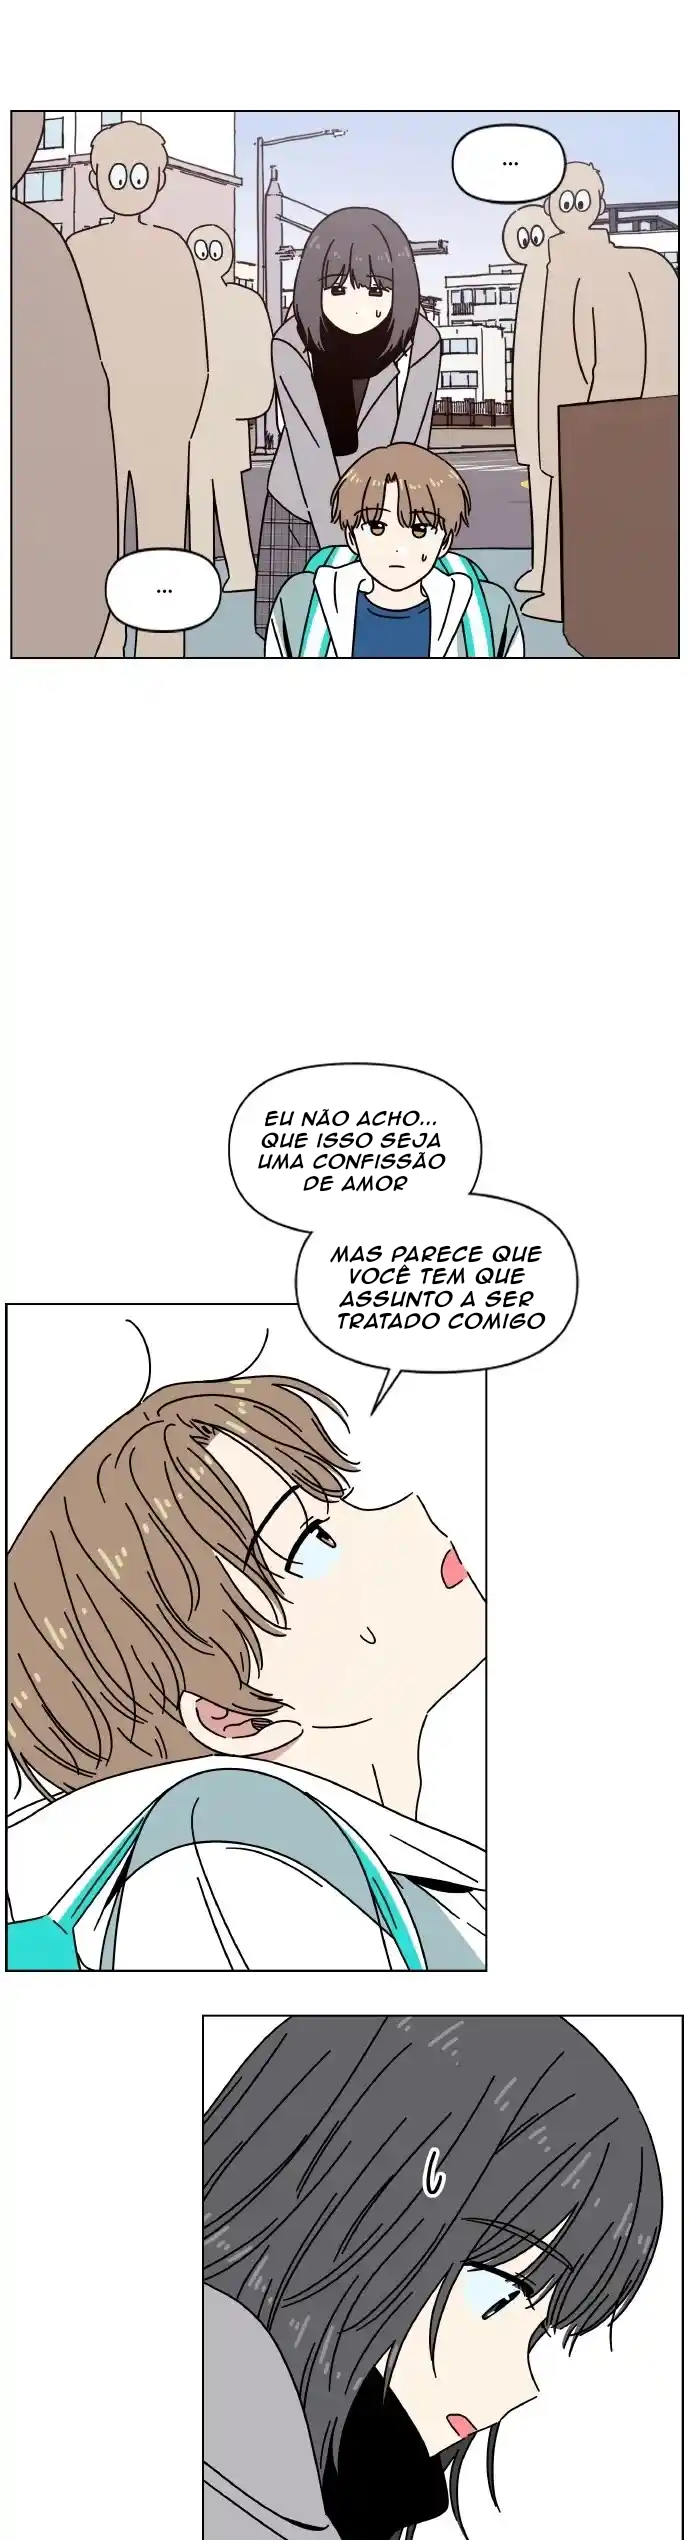 ...
...
EU NÃO ACHO...
QUE ISSO SEJA
UMA CONFISSÃO
DE AMOR
MAS PARECE QUE
VOCÊ TEM QUE
ASSUNTO A SER
TRATADO COMIGO